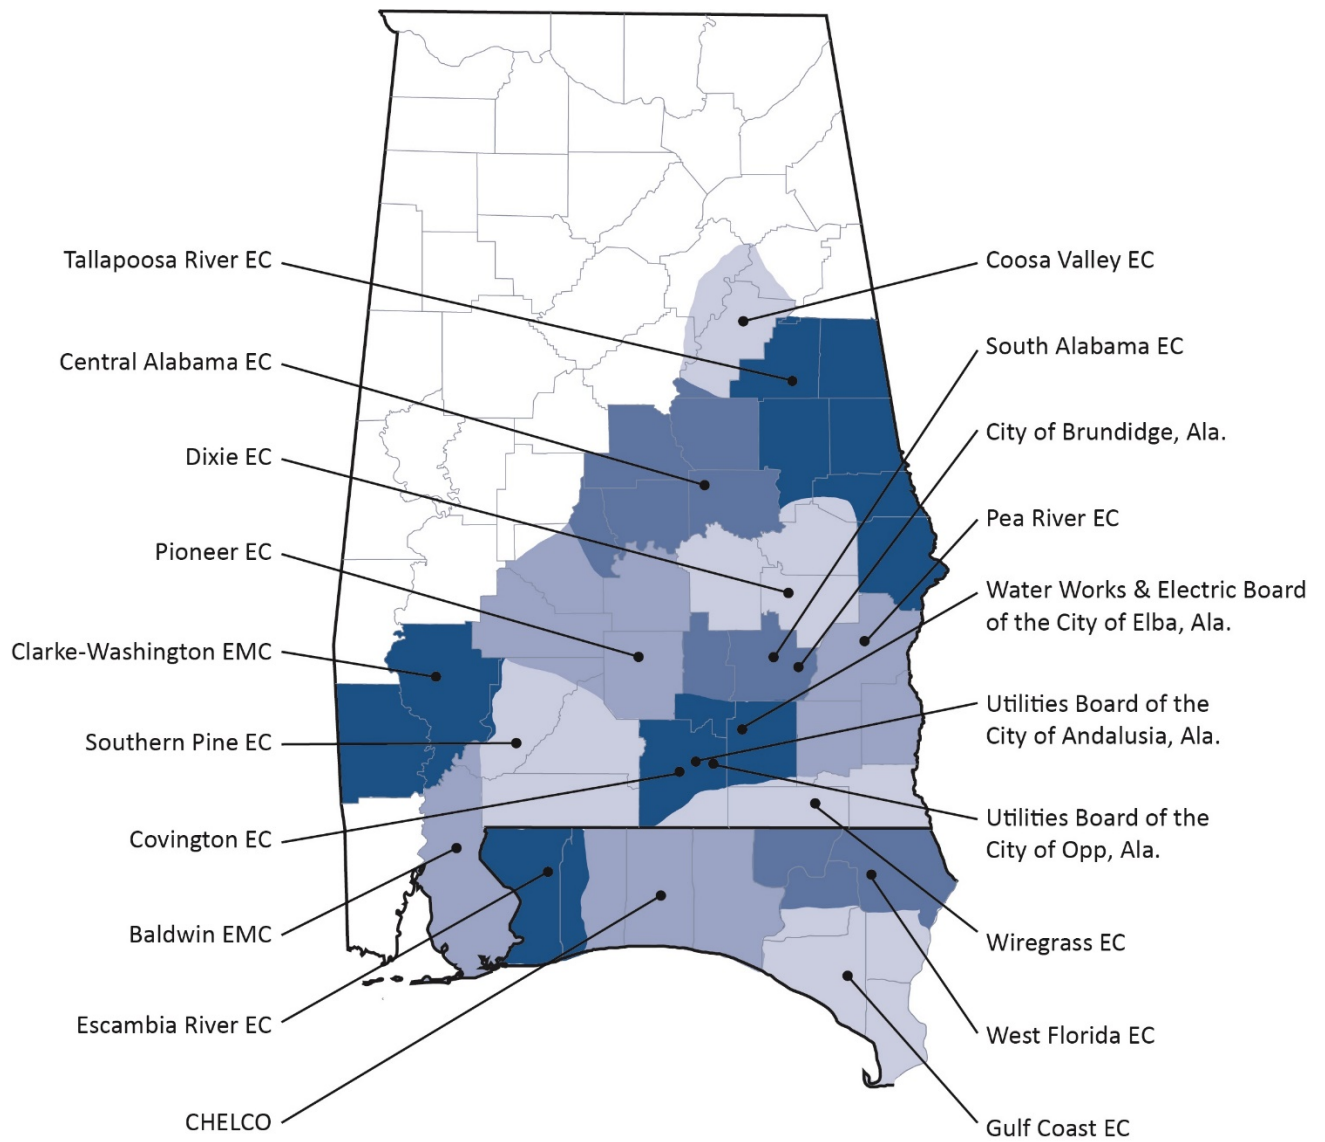 Tallapoosa River EC
Central Alabama EC
Dixie EC
Pioneer EC
Clarke-Washington EMC
Southern Pine EC
Covington EC
Baldwin EMC
Escambia River EC
CHELCO
Coosa Valley EC
South Alabama EC
City of Brundidge, Ala.
Pea River EC
Water Works & Electric Board
of the City of Elba, Ala.
Utilities Board of the
City of Andalusia, Ala.
Utilities Board of the
City of Opp, Ala.
Wiregrass EC
West Florida EC
Gulf Coast EC